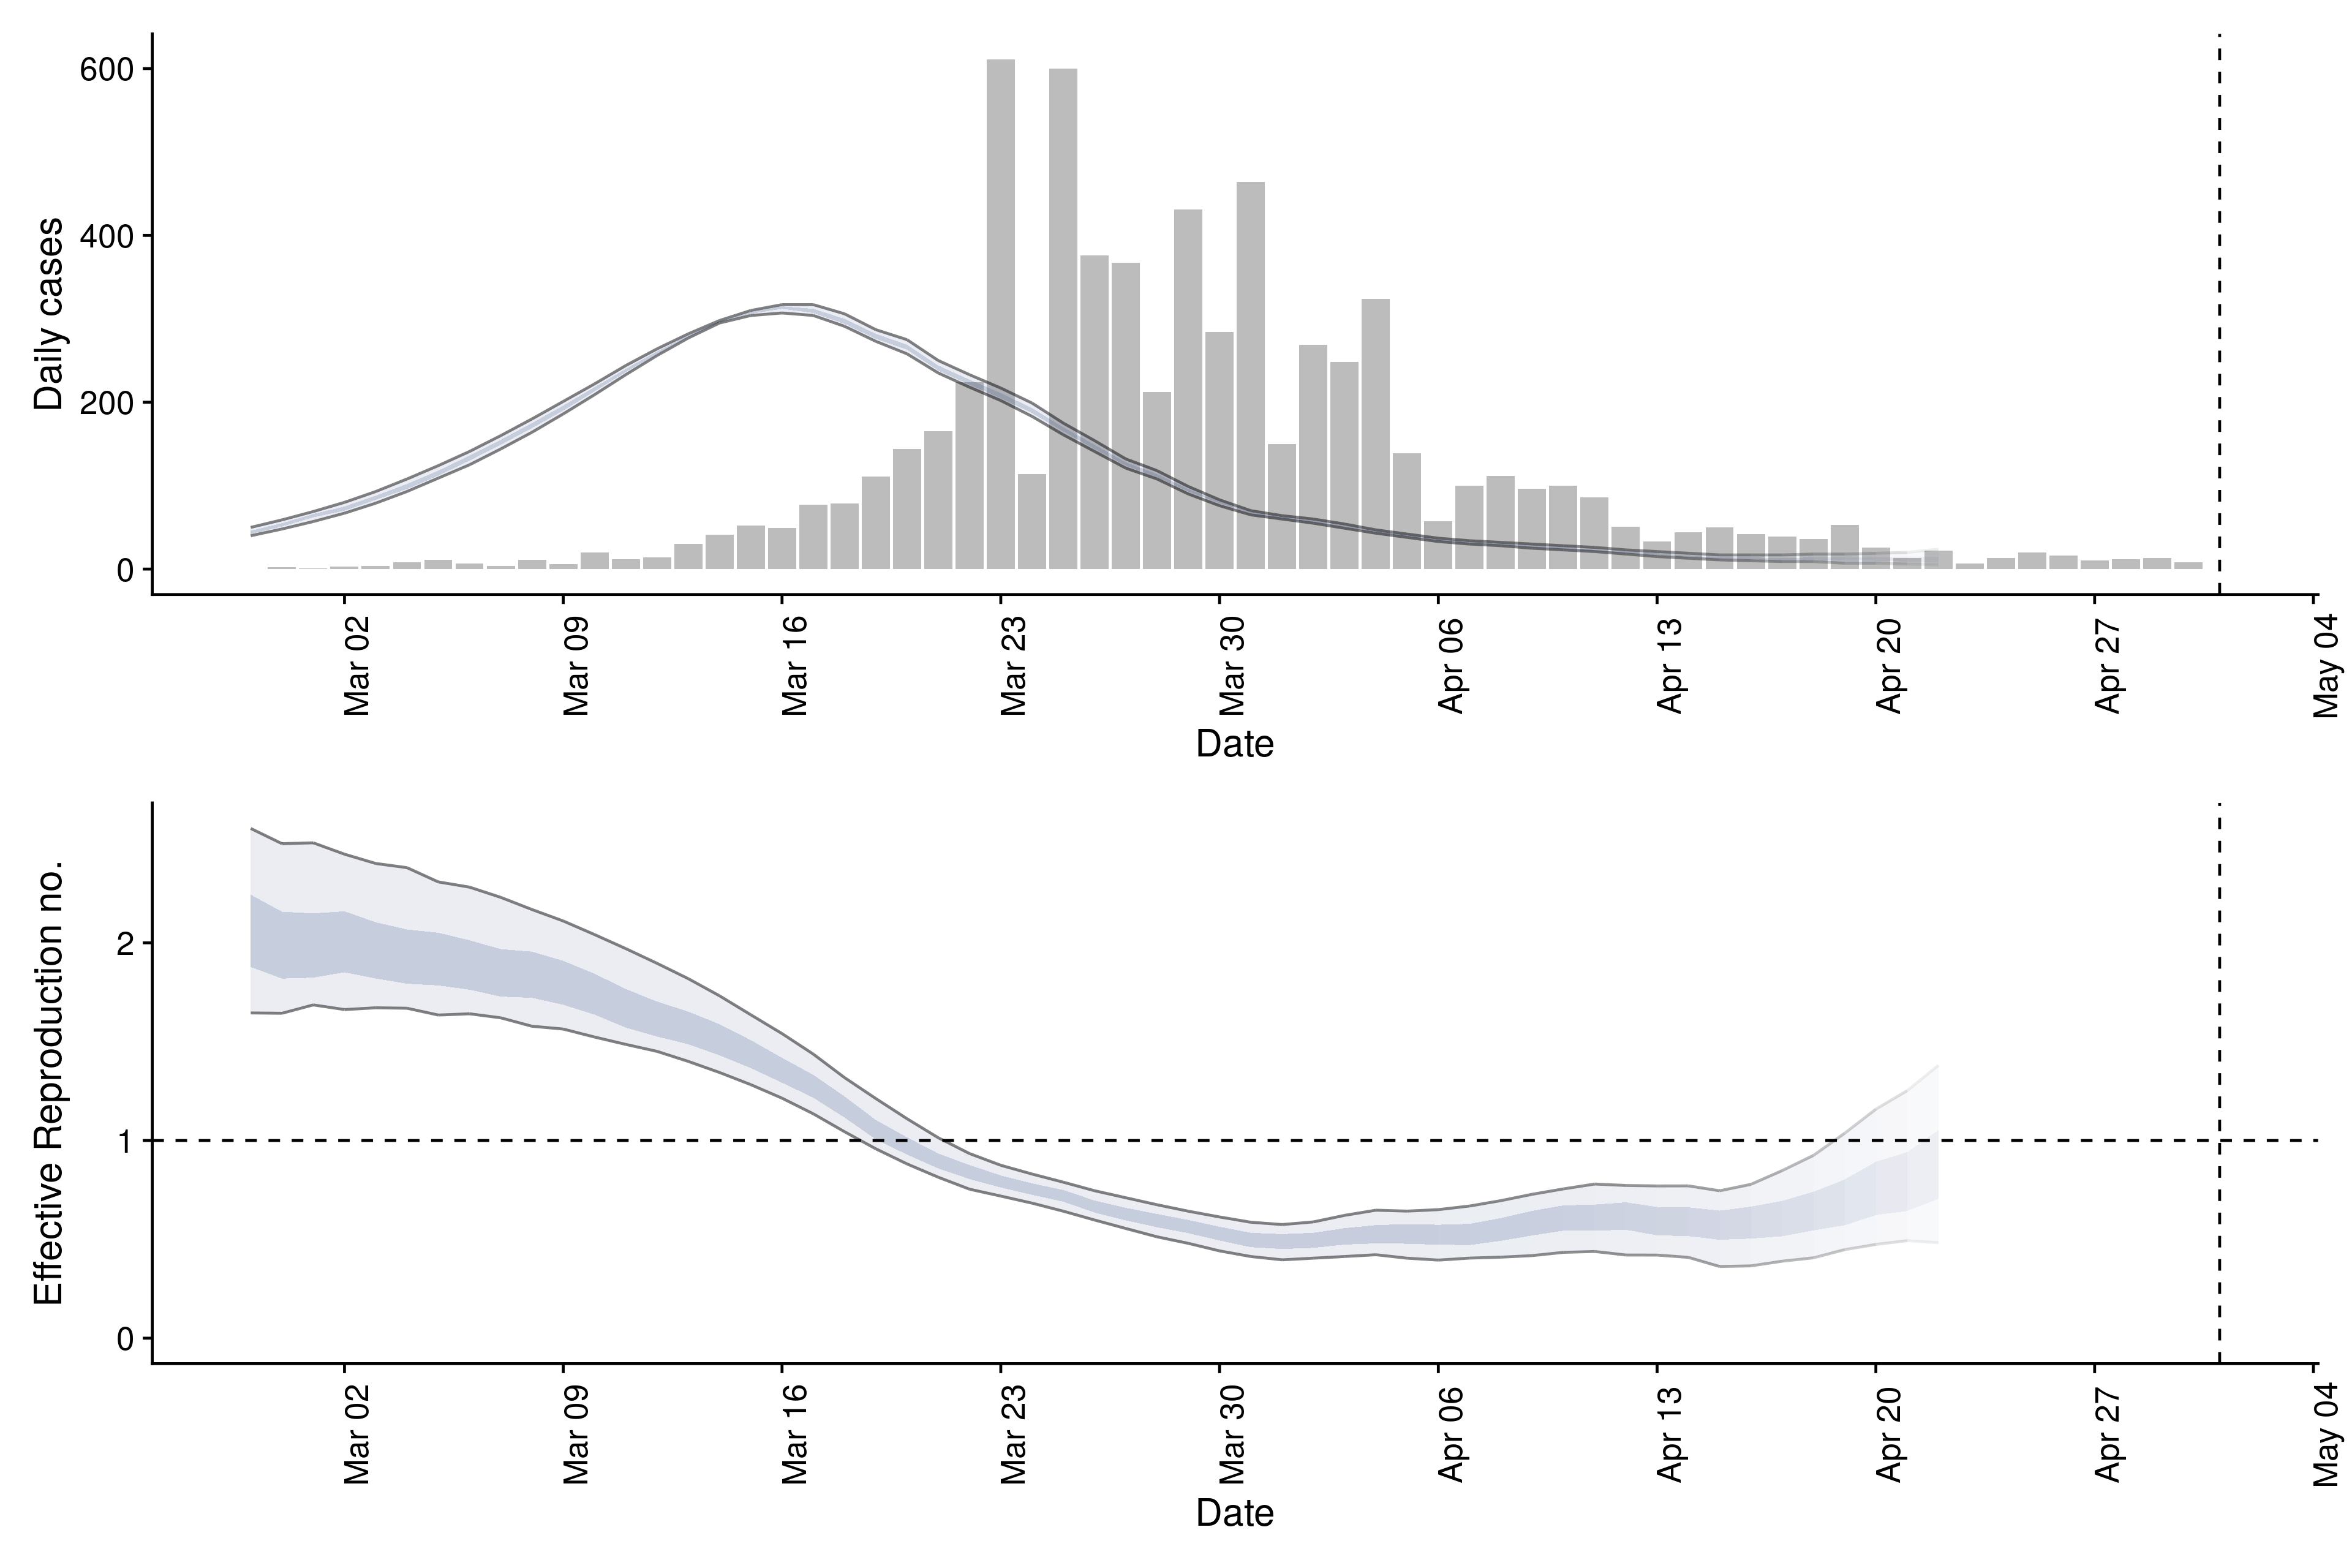 Daily cases
600
400
200
0
Mar 02
Mar 09
Mar 16
Mar 23
Mar 30
Apr 06
Apr 13
Apr 20
Apr 27
May 04
Date
Effective Reproduction no.
2
1
0
Mar 02
Mar 09
Mar 16
Mar 23
Mar 30
Apr 06
Apr 13
Apr 20
Apr 27
May 04
Date